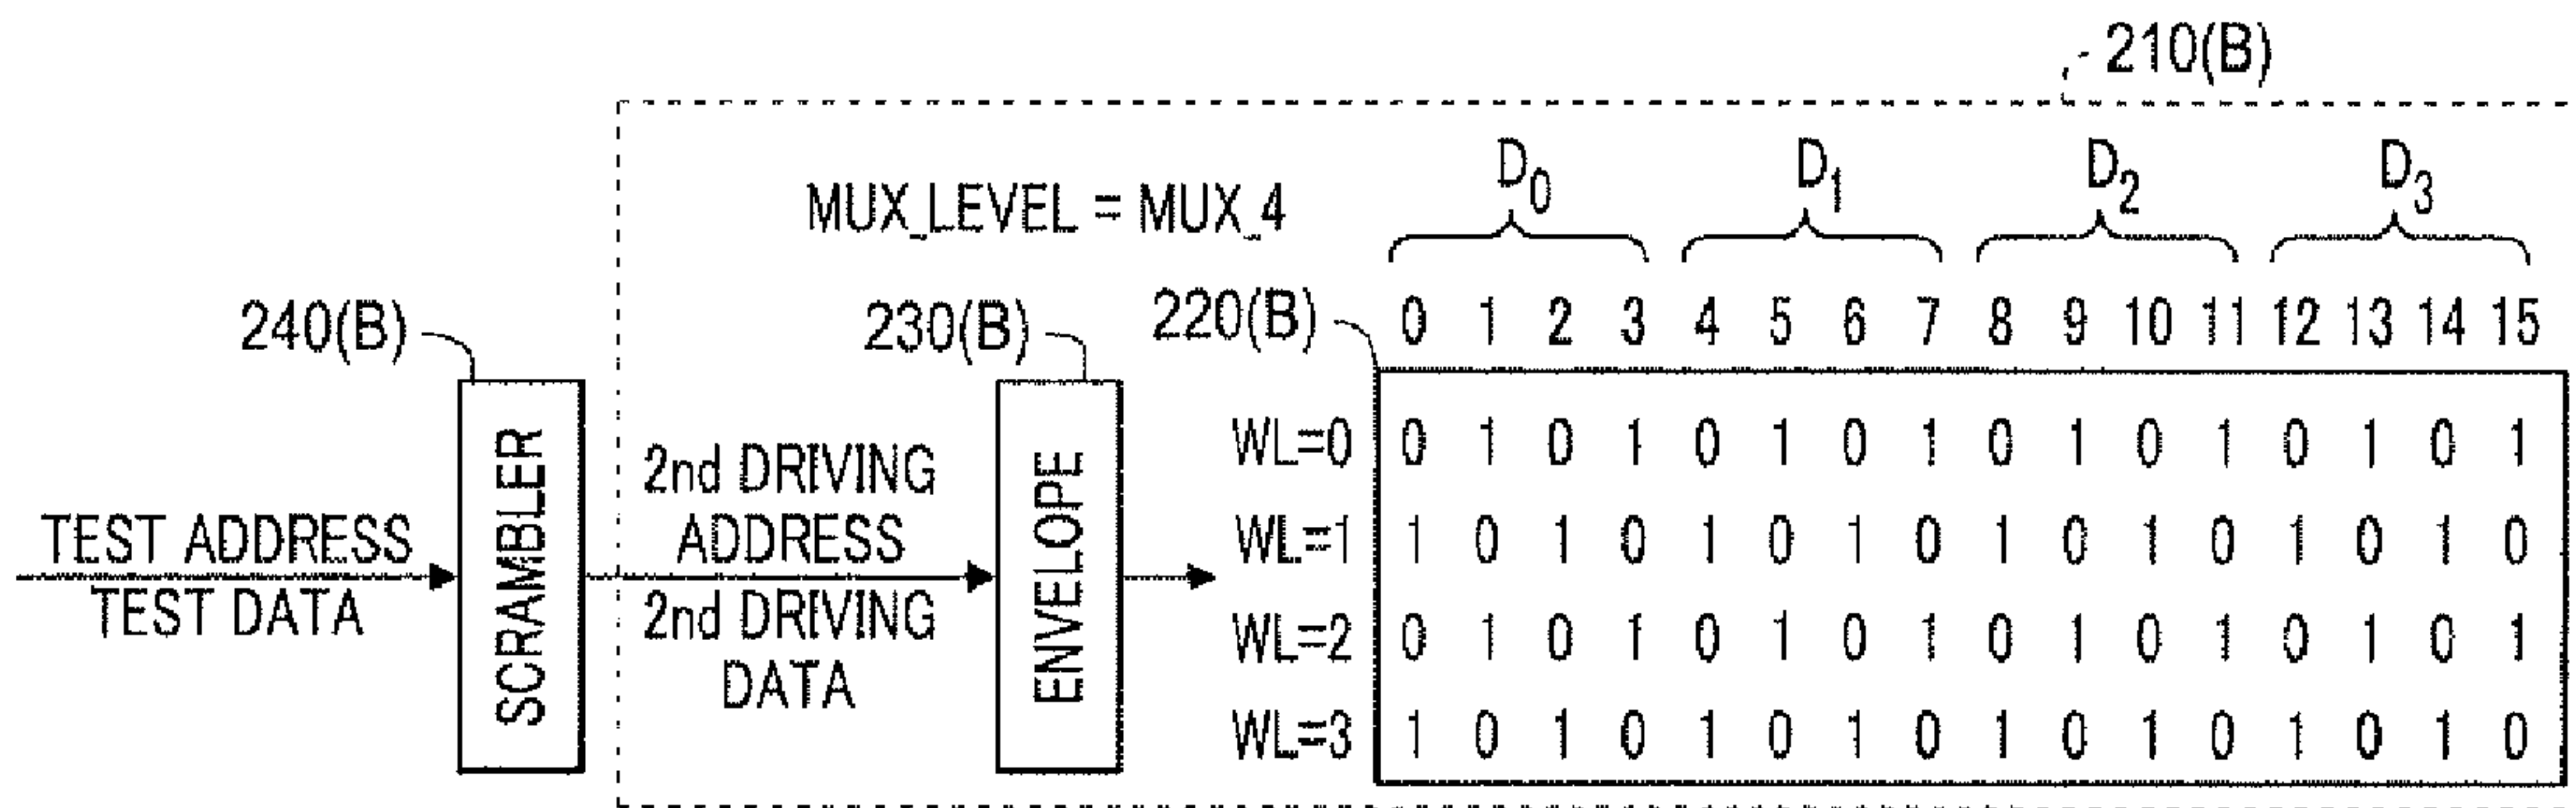 210(B)
MUX_LEVEL = MUX_4
D0 D1 D2 D3
240(B)
230(B)
220(B)
0 1 2 3 4 5 6 7 8 9 10 11 12 13 14 15
SCRAMBLER
ENVELOPE
TEST ADDRESS
TEST DATA
2nd DRIVING
ADDRESS
2nd DRIVING
DATA
WL=0 0 1 0 1 0 1 0 1 0 1 0 1 0 1 0 1
WL=1 1 0 1 0 1 0 1 0 1 0 1 0 1 0 1 0
WL=2 0 1 0 1 0 1 0 1 0 1 0 1 0 1 0 1
WL=3 1 0 1 0 1 0 1 0 1 0 1 0 1 0 1 0